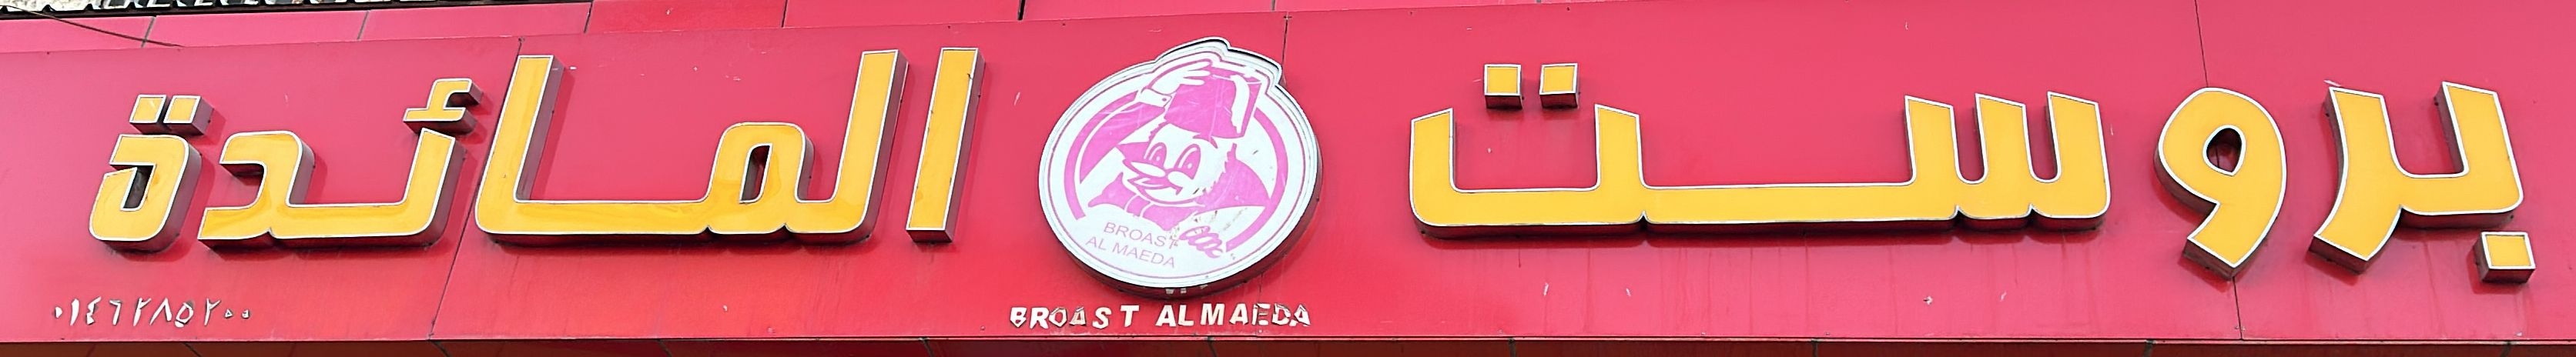 بروست المائدة
BROAST
AL MAEDA
BROAST ALMAEDA
٠١٤٦٢٨٥٢٠٠